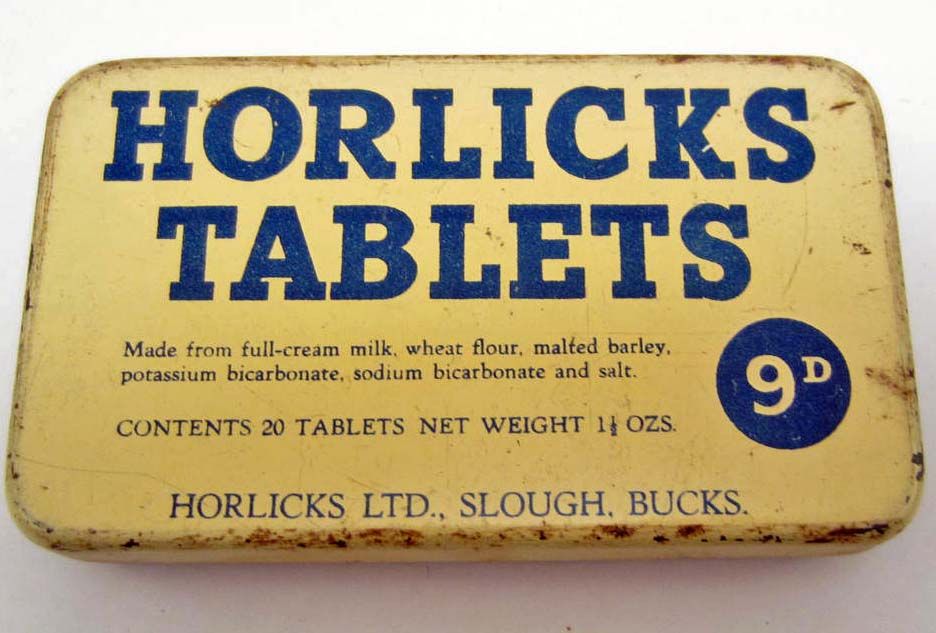 HORLICKS
TABLETS
Made from full-cream milk, wheat flour, malted barley,
potassium bicarbonate, sodium bicarbonate and salt.
9D
CONTENTS 20 TABLETS NET WEIGHT 1½ OZS.
HORLICKS LTD., SLOUGH, BUCKS.